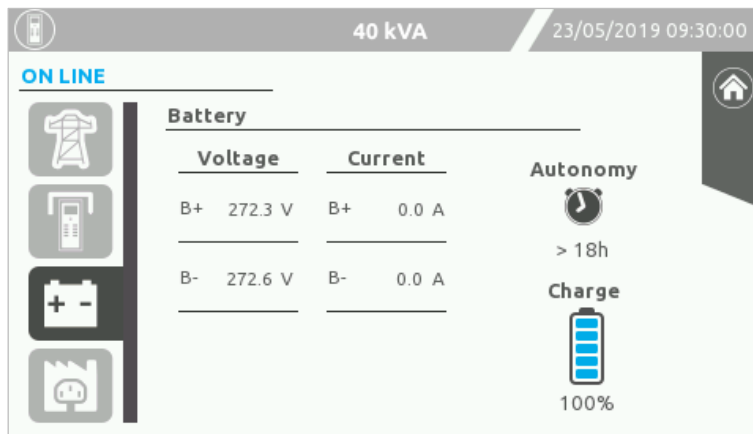 40 kVA
23/05/2019 09:30:00
ON LINE
Battery
Voltage Current
B+ 272.3 V B+ 0.0 A
B- 272.6 V B- 0.0 A
Autonomy
> 18h
Charge
100%